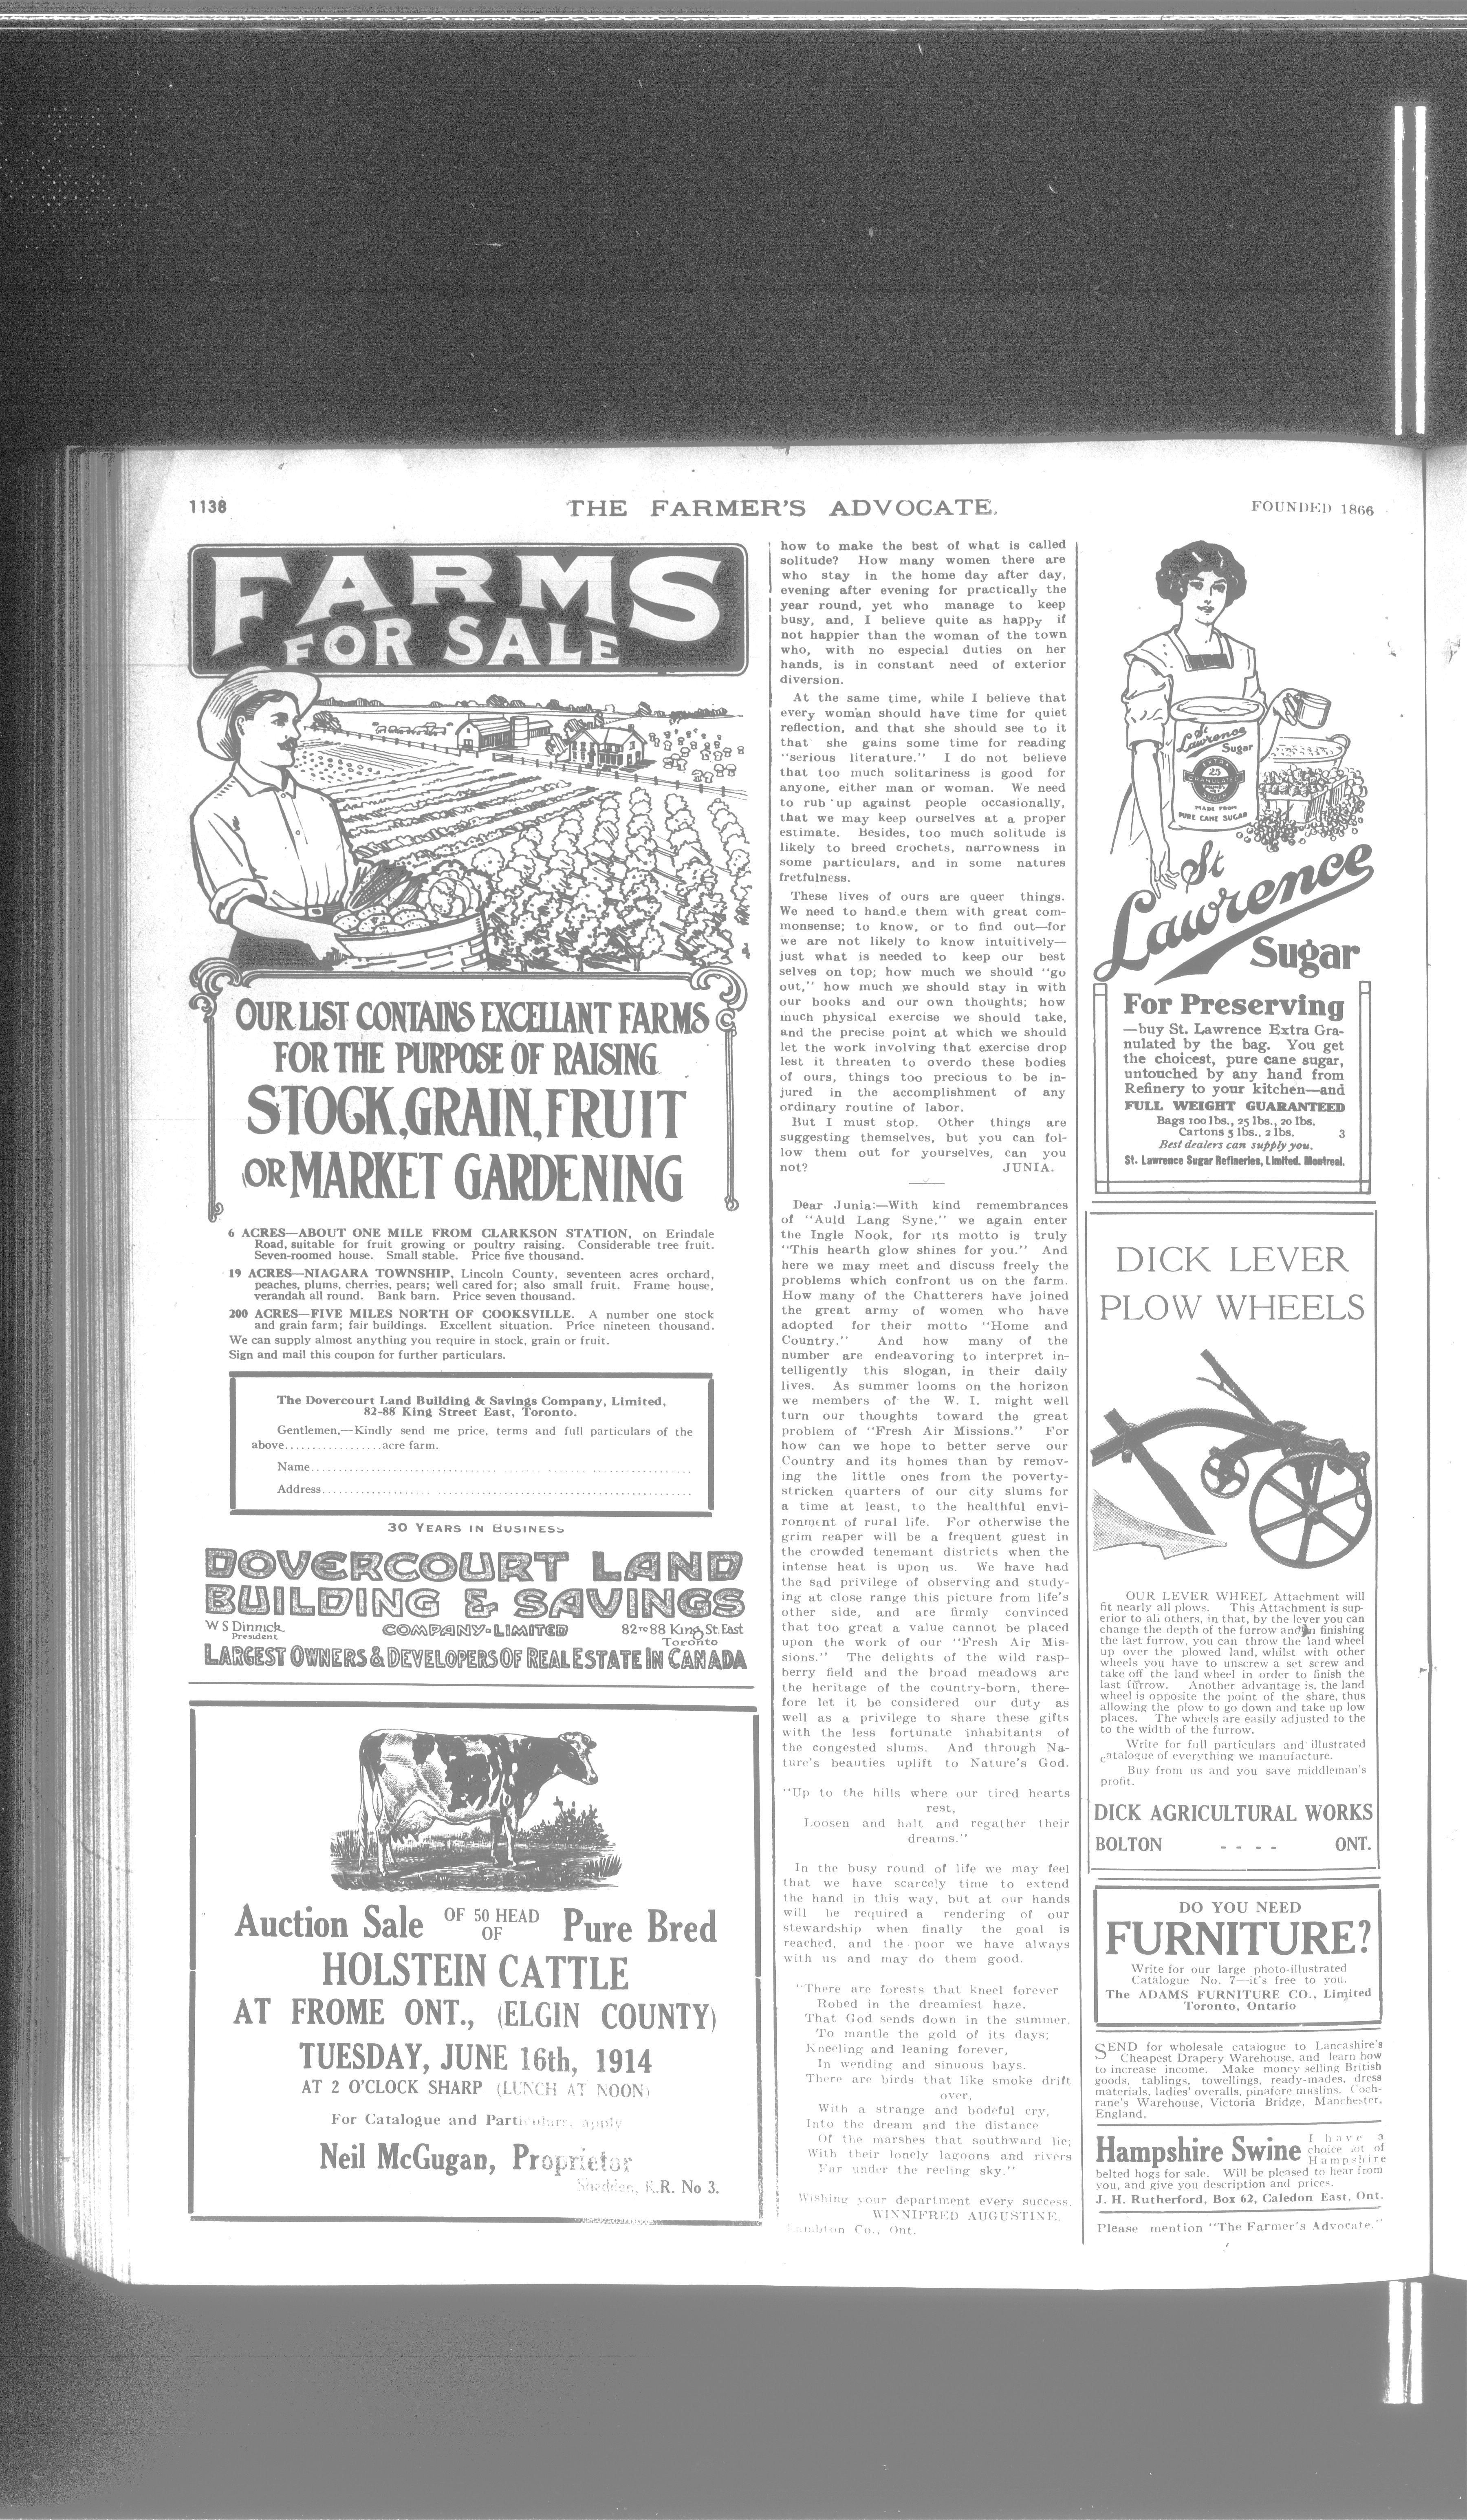 1138
THE FARMER'S ADVOCATE.
FOUNDED 1866
FARMS
FOR SALE
OUR LIST CONTAINS EXCELLANT FARMS
FOR THE PURPOSE OF RAISING
STOCK, GRAIN, FRUIT
OR MARKET GARDENING
6 ACRES—ABOUT ONE MILE FROM CLARKSON STATION, on Erindale
Road, suitable for fruit growing or poultry raising. Considerable tree fruit.
Seven-roomed house. Small stable. Price five thousand.
19 ACRES—NIAGARA TOWNSHIP, Lincoln County, seventeen acres orchard,
peaches, plums, cherries, pears; well cared for; also small fruit. Frame house,
verandah all round. Bank barn. Price seven thousand.
200 ACRES—FIVE MILES NORTH OF COOKSVILLE. A number one stock
and grain farm; fair buildings. Excellent situation. Price nineteen thousand.
We can supply almost anything you require in stock, grain or fruit.
Sign and mail this coupon for further particulars.
The Dovercourt Land Building & Savings Company, Limited,
82-88 King Street East, Toronto.
Gentlemen,—Kindly send me price, terms and full particulars of the
above.................acre farm.
Name........................................
Address........................................
30 YEARS IN BUSINESS
DOVERCOURT LAND
BUILDING & SAVINGS
W S Dinnick
President
COMPANY-LIMITED
82 TO 88 King St. East
Toronto
LARGEST OWNERS & DEVELOPERS OF REAL ESTATE IN CANADA
Auction Sale OF 50 HEAD OF Pure Bred
HOLSTEIN CATTLE
AT FROME ONT., (ELGIN COUNTY)
TUESDAY, JUNE 16th, 1914
AT 2 O'CLOCK SHARP (LUNCH AT NOON)
For Catalogue and Particulars, apply
Neil McGugan, Proprietor
Shedden, R.R. No 3.
how to make the best of what is called
solitude? How many women there are
who stay in the home day after day,
evening after evening for practically the
year round, yet who manage to keep
busy, and, I believe quite as happy if
not happier than the woman of the town
who, with no especial duties on her
hands, is in constant need of exterior
diversion.
At the same time, while I believe that
every woman should have time for quiet
reflection, and that she should see to it
that she gains some time for reading
"serious literature." I do not believe
that too much solitariness is good for
anyone, either man or woman. We need
to rub up against people occasionally,
that we may keep ourselves at a proper
estimate. Besides, too much solitude is
likely to breed crochets, narrowness in
some particulars, and in some natures
fretfulness.
These lives of ours are queer things.
We need to hand.e them with great com-
monsense; to know, or to find out—for
we are not likely to know intuitively—
just what is needed to keep our best
selves on top; how much we should "go
out," how much we should stay in with
our books and our own thoughts; how
much physical exercise we should take,
and the precise point at which we should
let the work involving that exercise drop
lest it threaten to overdo these bodies
of ours, things too precious to be in-
jured in the accomplishment of any
ordinary routine of labor.
But I must stop. Other things are
suggesting themselves, but you can fol-
low them out for yourselves, can you
not? JUNIA.
Dear Junia:—With kind remembrances
of "Auld Lang Syne," we again enter
the Ingle Nook, for its motto is truly
"This hearth glow shines for you." And
here we may meet and discuss freely the
problems which confront us on the farm.
How many of the Chatterers have joined
the great army of women who have
adopted for their motto "Home and
Country." And how many of the
number are endeavoring to interpret in-
telligently this slogan, in their daily
lives. As summer looms on the horizon
we members of the W. I. might well
turn our thoughts toward the great
problem of "Fresh Air Missions." For
how can we hope to better serve our
Country and its homes than by remov-
ing the little ones from the poverty-
stricken quarters of our city slums for
a time at least, to the healthful envi-
ronment of rural life. For otherwise the
grim reaper will be a frequent guest in
the crowded tenemant districts when the
intense heat is upon us. We have had
the sad privilege of observing and study-
ing at close range this picture from life's
other side, and are firmly convinced
that too great a value cannot be placed
upon the work of our "Fresh Air Mis-
sions." The delights of the wild rasp-
berry field and the broad meadows are
the heritage of the country-born, there-
fore let it be considered our duty as
well as a privilege to share these gifts
with the less fortunate inhabitants of
the congested slums. And through Na-
ture's beauties uplift to Nature's God.
"Up to the hills where our tired hearts
rest,
Loosen and halt and regather their
dreams."
In the busy round of life we may feel
that we have scarcely time to extend
the hand in this way, but at our hands
will be required a rendering of our
stewardship when finally the goal is
reached, and the poor we have always
with us and may do them good.
"There are forests that kneel forever
Robed in the dreamiest haze,
That God sends down in the summer,
To mantle the gold of its days;
Kneeling and leaning forever,
In wending and sinuous bays.
There are birds that like smoke drift
over,
With a strange and bodeful cry,
Into the dream and the distance
Of the marshes that southward lie;
With their lonely lagoons and rivers
Far under the reeling sky."
Wishing your department every success.
WINNIFRED AUGUSTINE.
Lambton Co., Ont.
St
Lawrence
Sugar
EXTRA
25
GRANULATED
MADE FROM
PURE CANE SUGAR
St
Lawrence
Sugar
For Preserving
—buy St. Lawrence Extra Gra-
nulated by the bag. You get
the choicest, pure cane sugar,
untouched by any hand from
Refinery to your kitchen—and
FULL WEIGHT GUARANTEED
Bags 100 lbs., 25 lbs., 20 lbs.
Cartons 5 lbs., 2 lbs. 3
Best dealers can supply you.
St. Lawrence Sugar Refineries, Limited. Montreal.
DICK LEVER
PLOW WHEELS
OUR LEVER WHEEL Attachment will
fit nearly all plows. This Attachment is sup-
erior to all others, in that, by the lever you can
change the depth of the furrow and in finishing
the last furrow, you can throw the land wheel
up over the plowed land, whilst with other
wheels you have to unscrew a set screw and
take off the land wheel in order to finish the
last furrow. Another advantage is, the land
wheel is opposite the point of the share, thus
allowing the plow to go down and take up low
places. The wheels are easily adjusted to the
to the width of the furrow.
Write for full particulars and illustrated
catalogue of everything we manufacture.
Buy from us and you save middleman's
profit.
DICK AGRICULTURAL WORKS
BOLTON - - - - ONT.
DO YOU NEED
FURNITURE?
Write for our large photo-illustrated
Catalogue No. 7—it's free to you.
The ADAMS FURNITURE CO., Limited
Toronto, Ontario
SEND for wholesale catalogue to Lancashire's
Cheapest Drapery Warehouse, and learn how
to increase income. Make money selling British
goods, tablings, towellings, ready-mades, dress
materials, ladies' overalls, pinafore muslins. Coch-
rane's Warehouse, Victoria Bridge, Manchester,
England.
Hampshire Swine I have a
choice lot of
Hampshire
belted hogs for sale. Will be pleased to hear from
you, and give you description and prices.
J. H. Rutherford, Box 62, Caledon East, Ont.
Please mention "The Farmer's Advocate."